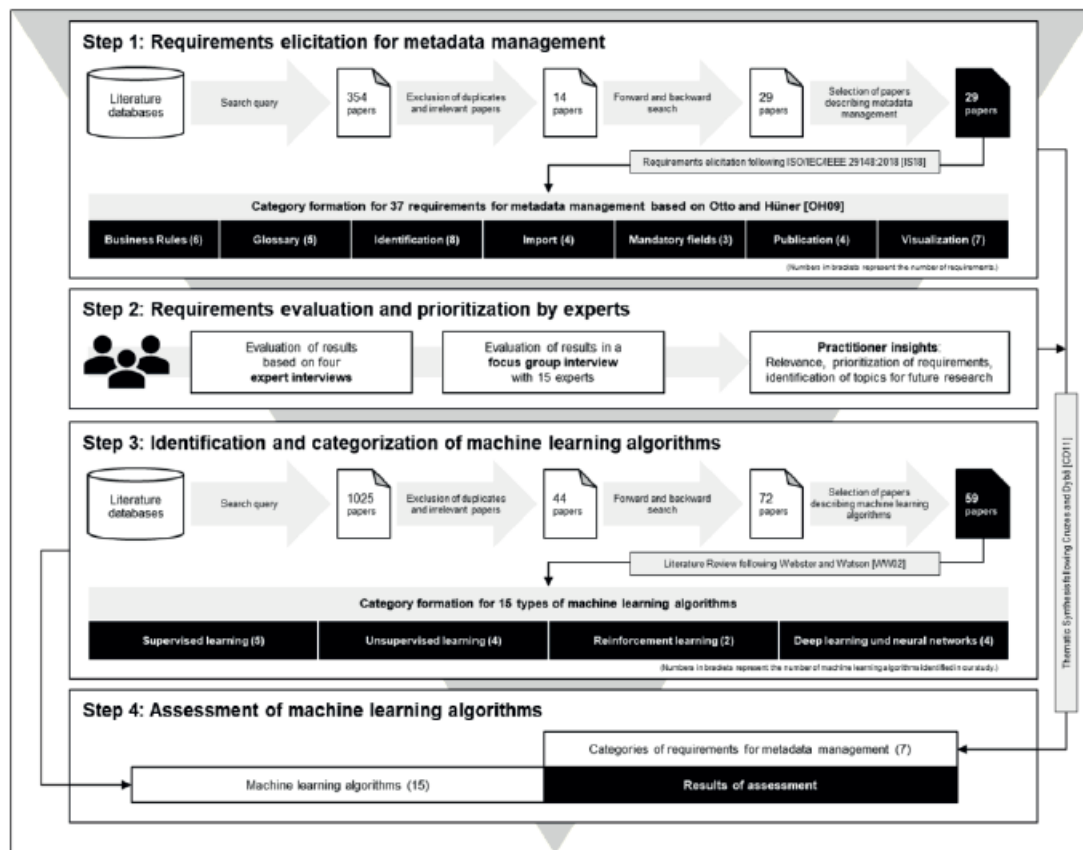 Step 1: Requirements elicitation for metadata management
Literature
databases
Search query
354
papers
Exclusion of duplicates
and irrelevant papers
14
papers
Forward and backward
search
29
papers
Selection of papers
describing metadata
management
29
papers
Requirements elicitation following ISO/IEC/IEEE 29148:2018 [IS18]
Category formation for 37 requirements for metadata management based on Otto and Hüner [OH09]
Business Rules (6)
Glossary (5)
Identification (8)
Import (4)
Mandatory fields (3)
Publication (4)
Visualization (7)
(Numbers in brackets represent the number of requirements.)
Step 2: Requirements evaluation and prioritization by experts
Evaluation of results
based on four
expert interviews
Evaluation of results in a
focus group interview
with 15 experts
Practitioner insights:
Relevance, prioritization of requirements,
identification of topics for future research
Step 3: Identification and categorization of machine learning algorithms
Literature
databases
Search query
1025
papers
Exclusion of duplicates
and irrelevant papers
44
papers
Forward and backward
search
72
papers
Selection of papers
describing machine learning
algorithms
59
papers
Literature Review following Webster and Watson [WW02]
Category formation for 15 types of machine learning algorithms
Supervised learning (5)
Unsupervised learning (4)
Reinforcement learning (2)
Deep learning und neural networks (4)
(Numbers in brackets represent the number of machine learning algorithms identified in our study.)
Thematic Synthesis following Cruzes and Dybå [CD11]
Step 4: Assessment of machine learning algorithms
Categories of requirements for metadata management (7)
Machine learning algorithms (15)
Results of assessment